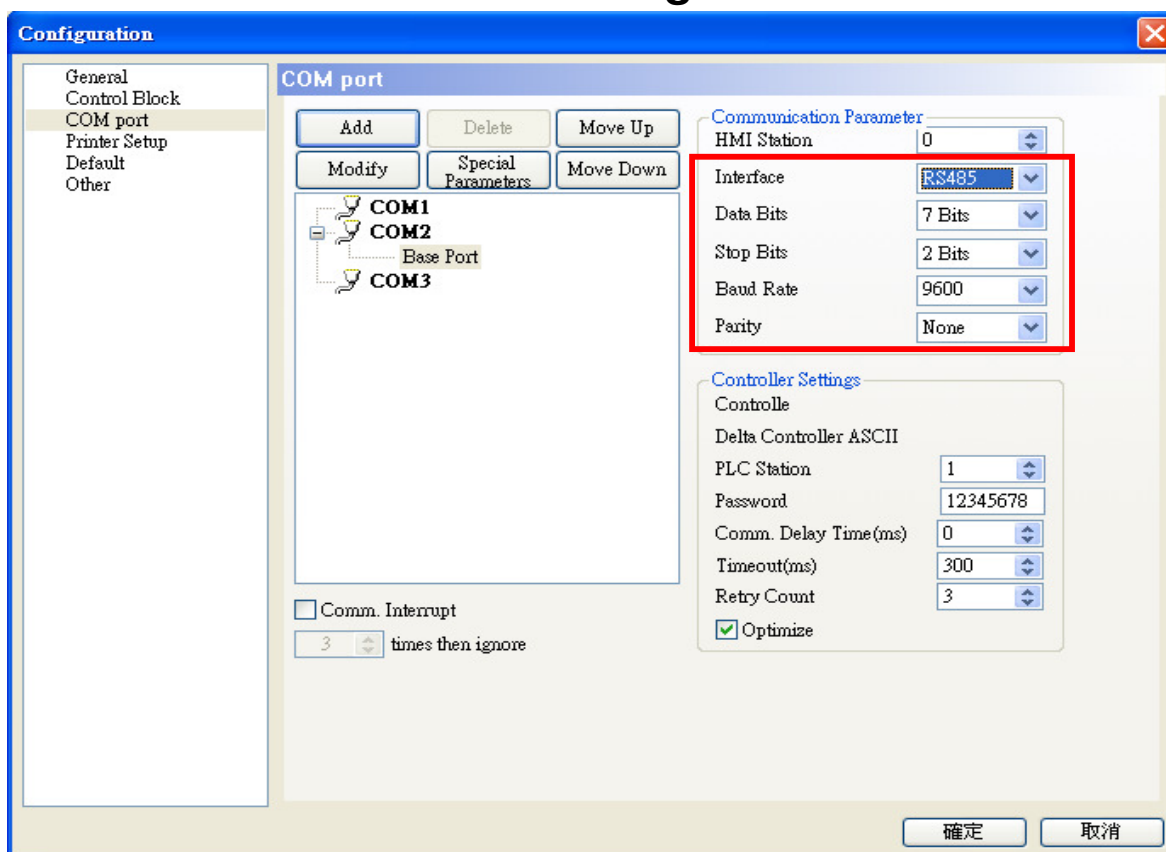 Configuration
General
Control Block
COM port
Printer Setup
Default
Other
COM port
Add
Delete
Move Up
Modify
Special Parameters
Move Down
COM1
COM2
Base Port
COM3
Comm. Interrupt
3 times then ignore
Communication Parameter
HMI Station 0
Interface RS485
Data Bits 7 Bits
Stop Bits 2 Bits
Baud Rate 9600
Parity None
Controller Settings
Controlle
Delta Controller ASCII
PLC Station 1
Password 12345678
Comm. Delay Time(ms) 0
Timeout(ms) 300
Retry Count 3
Optimize
確定
取消